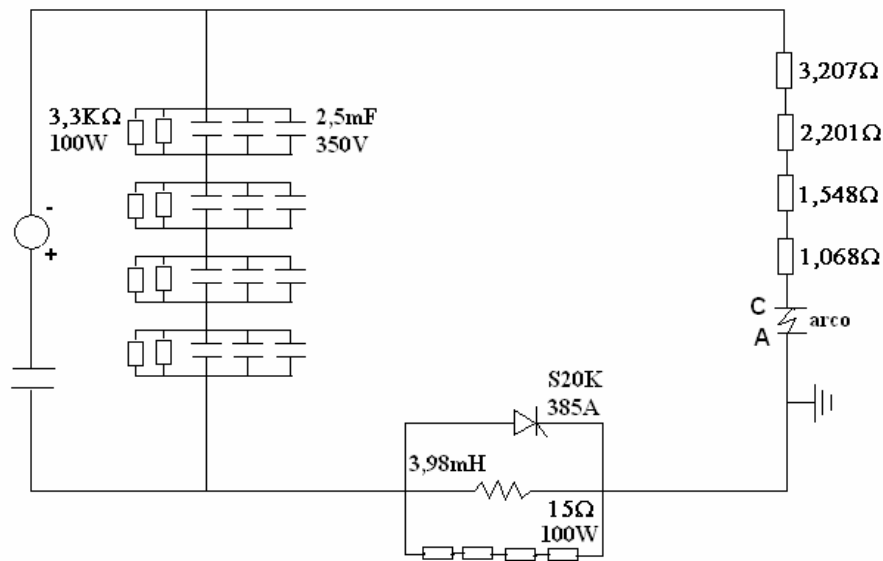 3,3KΩ
100W
2,5mF
350V
3,207Ω
2,201Ω
1,548Ω
1,068Ω
-
+
C
A
arco
S20K
385A
3,98mH
15Ω
100W